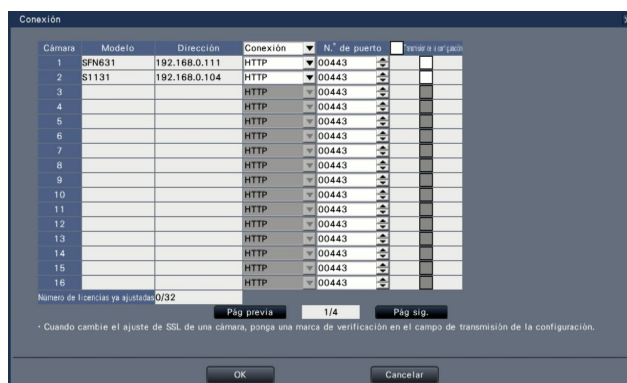 Conexión
Cámara Modelo Dirección Conexión N.° de puerto Transmisión de la configuración
1 SFN631 192.168.0.111 HTTP 00443
2 S1131 192.168.0.104 HTTP 00443
3 HTTP 00443
4 HTTP 00443
5 HTTP 00443
6 HTTP 00443
7 HTTP 00443
8 HTTP 00443
9 HTTP 00443
10 HTTP 00443
11 HTTP 00443
12 HTTP 00443
13 HTTP 00443
14 HTTP 00443
15 HTTP 00443
16 HTTP 00443
Número de licencias ya ajustadas 0/32
Pág previa 1/4 Pág sig.
· Cuando cambie el ajuste de SSL de una cámara, ponga una marca de verificación en el campo de transmisión de la configuración.
OK Cancelar